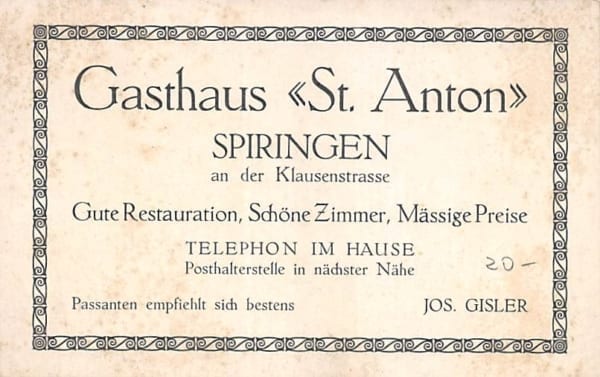 Gasthaus «St. Anton»
SPIRINGEN
an der Klausenstrasse
Gute Restauration, Schöne Zimmer, Mässige Preise
TELEPHON IM HAUSE
Posthalterstelle in nächster Nähe
20–
Passanten empfiehlt sich bestens JOS. GISLER